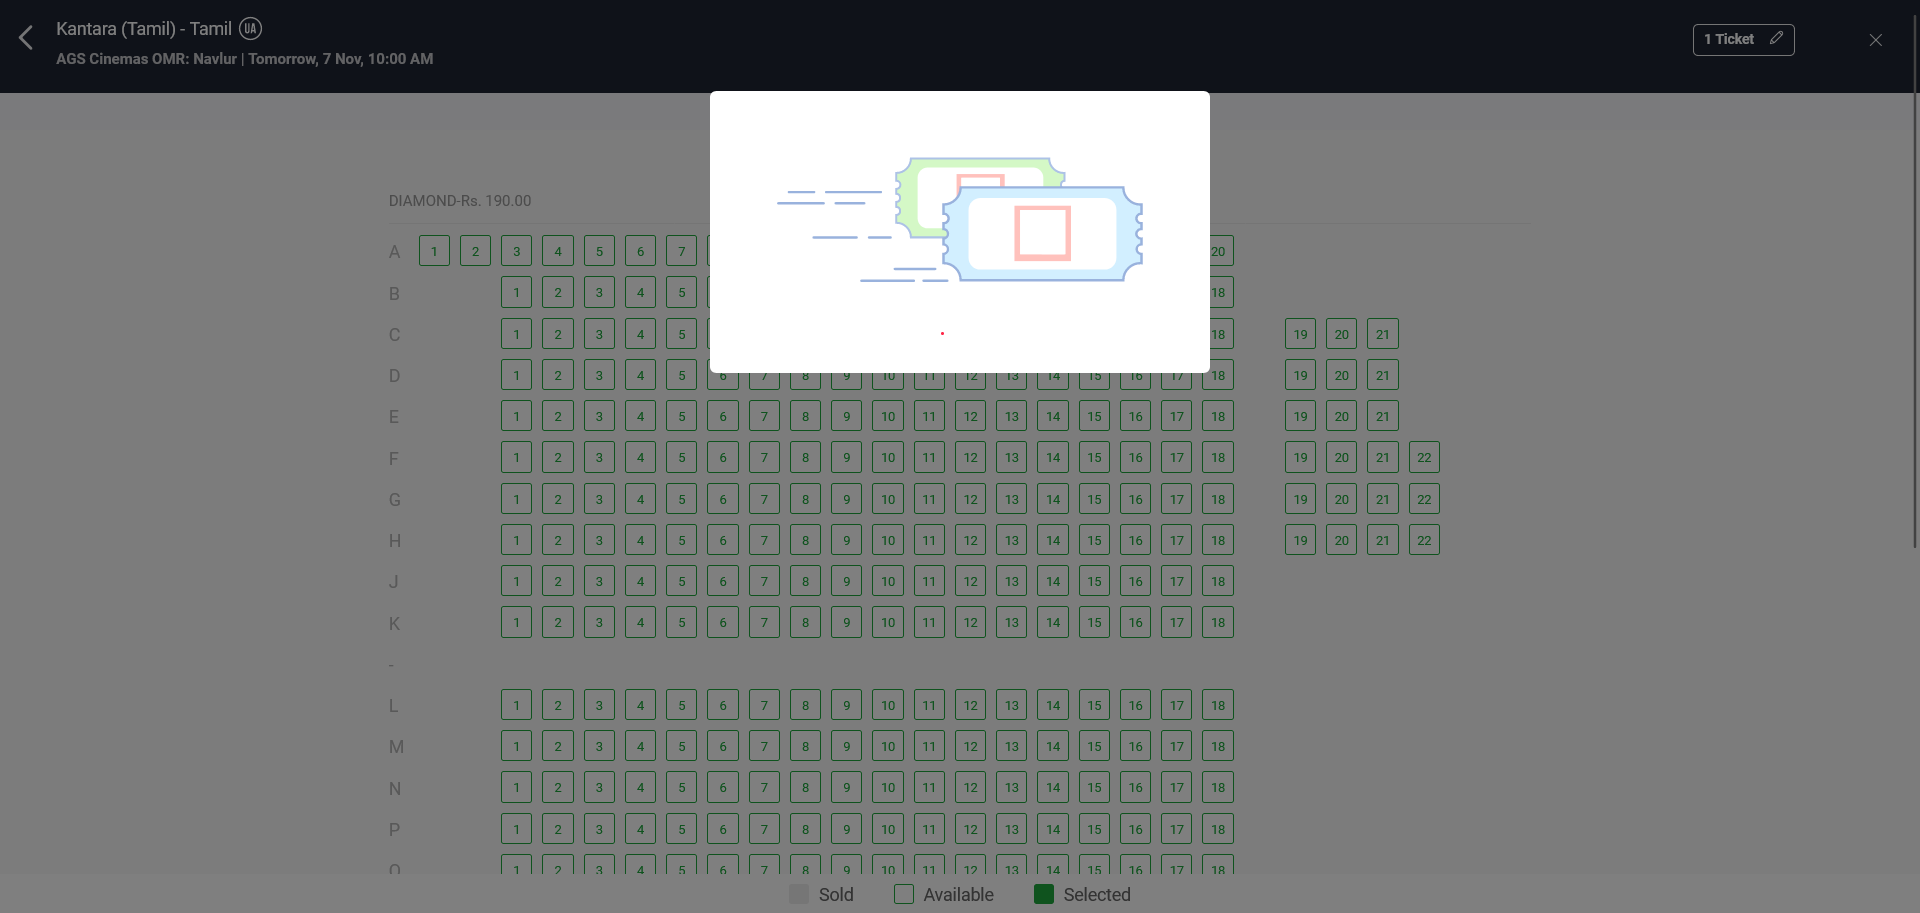 Kantara (Tamil) - Tamil UA
AGS Cinemas OMR: Navlur | Tomorrow, 7 Nov, 10:00 AM
1 Ticket
DIAMOND-Rs. 190.00
A 1 2 3 4 5 6 7 20
B 1 2 3 4 5 18
C 1 2 3 4 5 18 19 20 21
D 1 2 3 4 5 6 7 8 9 10 11 12 13 14 15 16 17 18 19 20 21
E 1 2 3 4 5 6 7 8 9 10 11 12 13 14 15 16 17 18 19 20 21
F 1 2 3 4 5 6 7 8 9 10 11 12 13 14 15 16 17 18 19 20 21 22
G 1 2 3 4 5 6 7 8 9 10 11 12 13 14 15 16 17 18 19 20 21 22
H 1 2 3 4 5 6 7 8 9 10 11 12 13 14 15 16 17 18 19 20 21 22
J 1 2 3 4 5 6 7 8 9 10 11 12 13 14 15 16 17 18
K 1 2 3 4 5 6 7 8 9 10 11 12 13 14 15 16 17 18
-
L 1 2 3 4 5 6 7 8 9 10 11 12 13 14 15 16 17 18
M 1 2 3 4 5 6 7 8 9 10 11 12 13 14 15 16 17 18
N 1 2 3 4 5 6 7 8 9 10 11 12 13 14 15 16 17 18
P 1 2 3 4 5 6 7 8 9 10 11 12 13 14 15 16 17 18
Q 1 2 3 4 5 6 7 8 9 10 11 12 13 14 15 16 17 18
Sold Available Selected